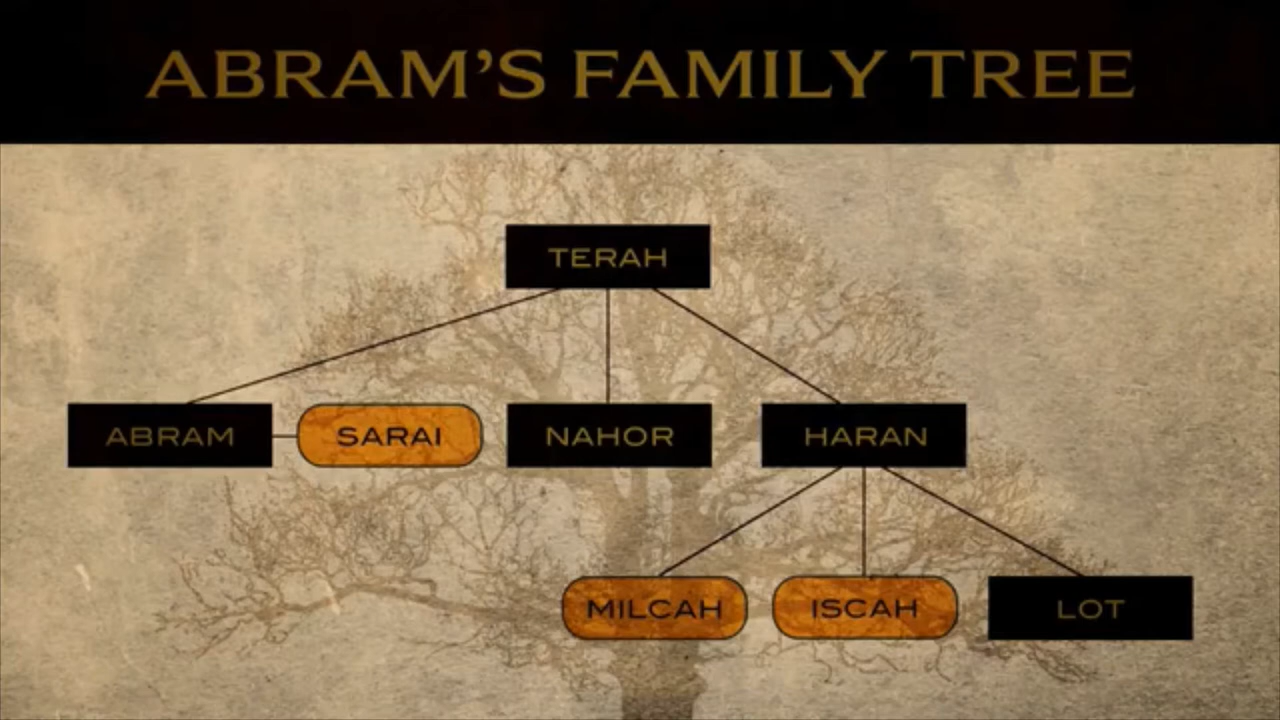 ABRAM'S FAMILY TREE
TERAH
ABRAM
SARAI
NAHOR
HARAN
MILCAH
ISCAH
LOT